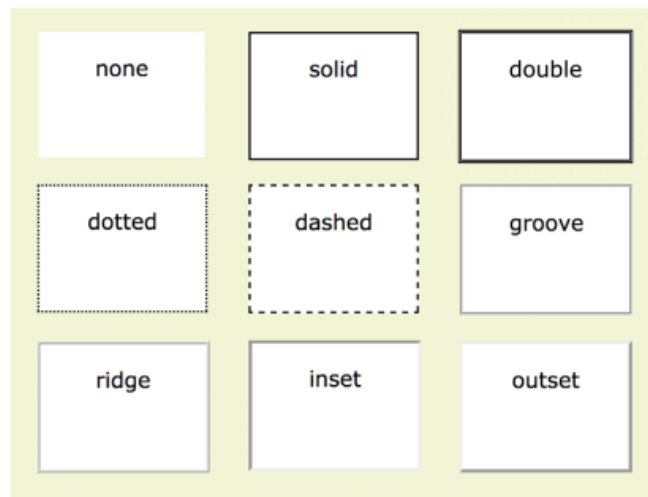 none
solid
double
dotted
dashed
groove
ridge
inset
outset